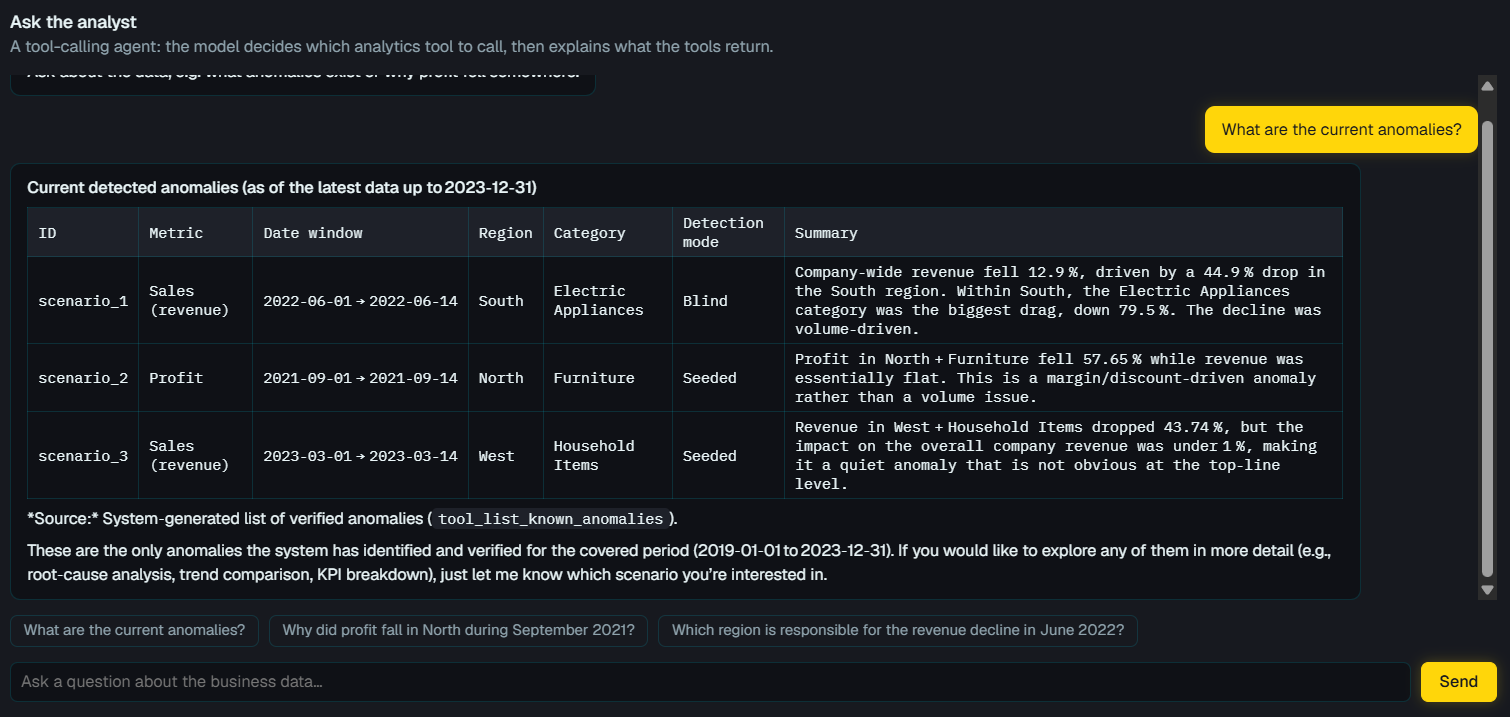 Ask the analyst
A tool-calling agent: the model decides which analytics tool to call, then explains what the tools return.
Ask about the data, e.g. what anomalies exist or why profit fell somewhere.
What are the current anomalies?
Current detected anomalies (as of the latest data up to 2023-12-31)
ID Metric Date window Region Category Detection mode Summary
scenario_1 Sales (revenue) 2022-06-01 → 2022-06-14 South Electric Appliances Blind Company-wide revenue fell 12.9 %, driven by a 44.9 % drop in
the South region. Within South, the Electric Appliances
category was the biggest drag, down 79.5 %. The decline was
volume-driven.
scenario_2 Profit 2021-09-01 → 2021-09-14 North Furniture Seeded Profit in North + Furniture fell 57.65 % while revenue was
essentially flat. This is a margin/discount-driven anomaly
rather than a volume issue.
scenario_3 Sales (revenue) 2023-03-01 → 2023-03-14 West Household Items Seeded Revenue in West + Household Items dropped 43.74 %, but the
impact on the overall company revenue was under 1 %, making
it a quiet anomaly that is not obvious at the top-line
level.
*Source:* System-generated list of verified anomalies ( tool_list_known_anomalies ).
These are the only anomalies the system has identified and verified for the covered period (2019-01-01 to 2023-12-31). If you would like to explore any of them in more detail (e.g.,
root-cause analysis, trend comparison, KPI breakdown), just let me know which scenario you’re interested in.
What are the current anomalies?
Why did profit fall in North during September 2021?
Which region is responsible for the revenue decline in June 2022?
Ask a question about the business data...
Send